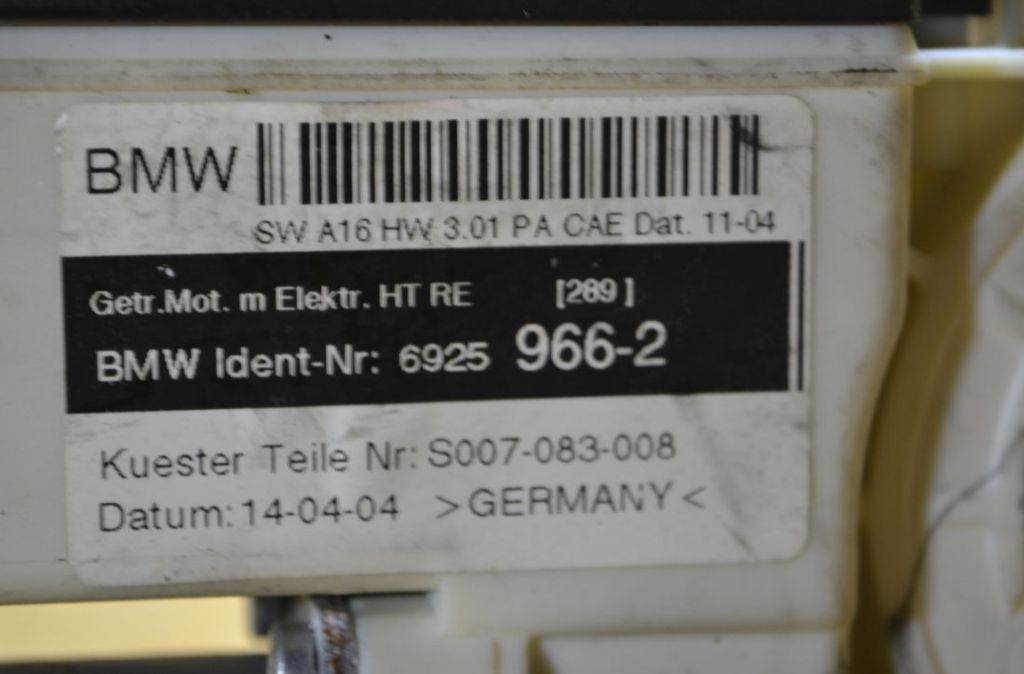 BMW
SW A16 HW 3.01 PA CAE Dat. 11-04
Getr.Mot. m Elektr. HT RE [289]
BMW Ident-Nr: 6925 966-2
Kuester Teile Nr: S007-083-008
Datum: 14-04-04 >GERMANY<